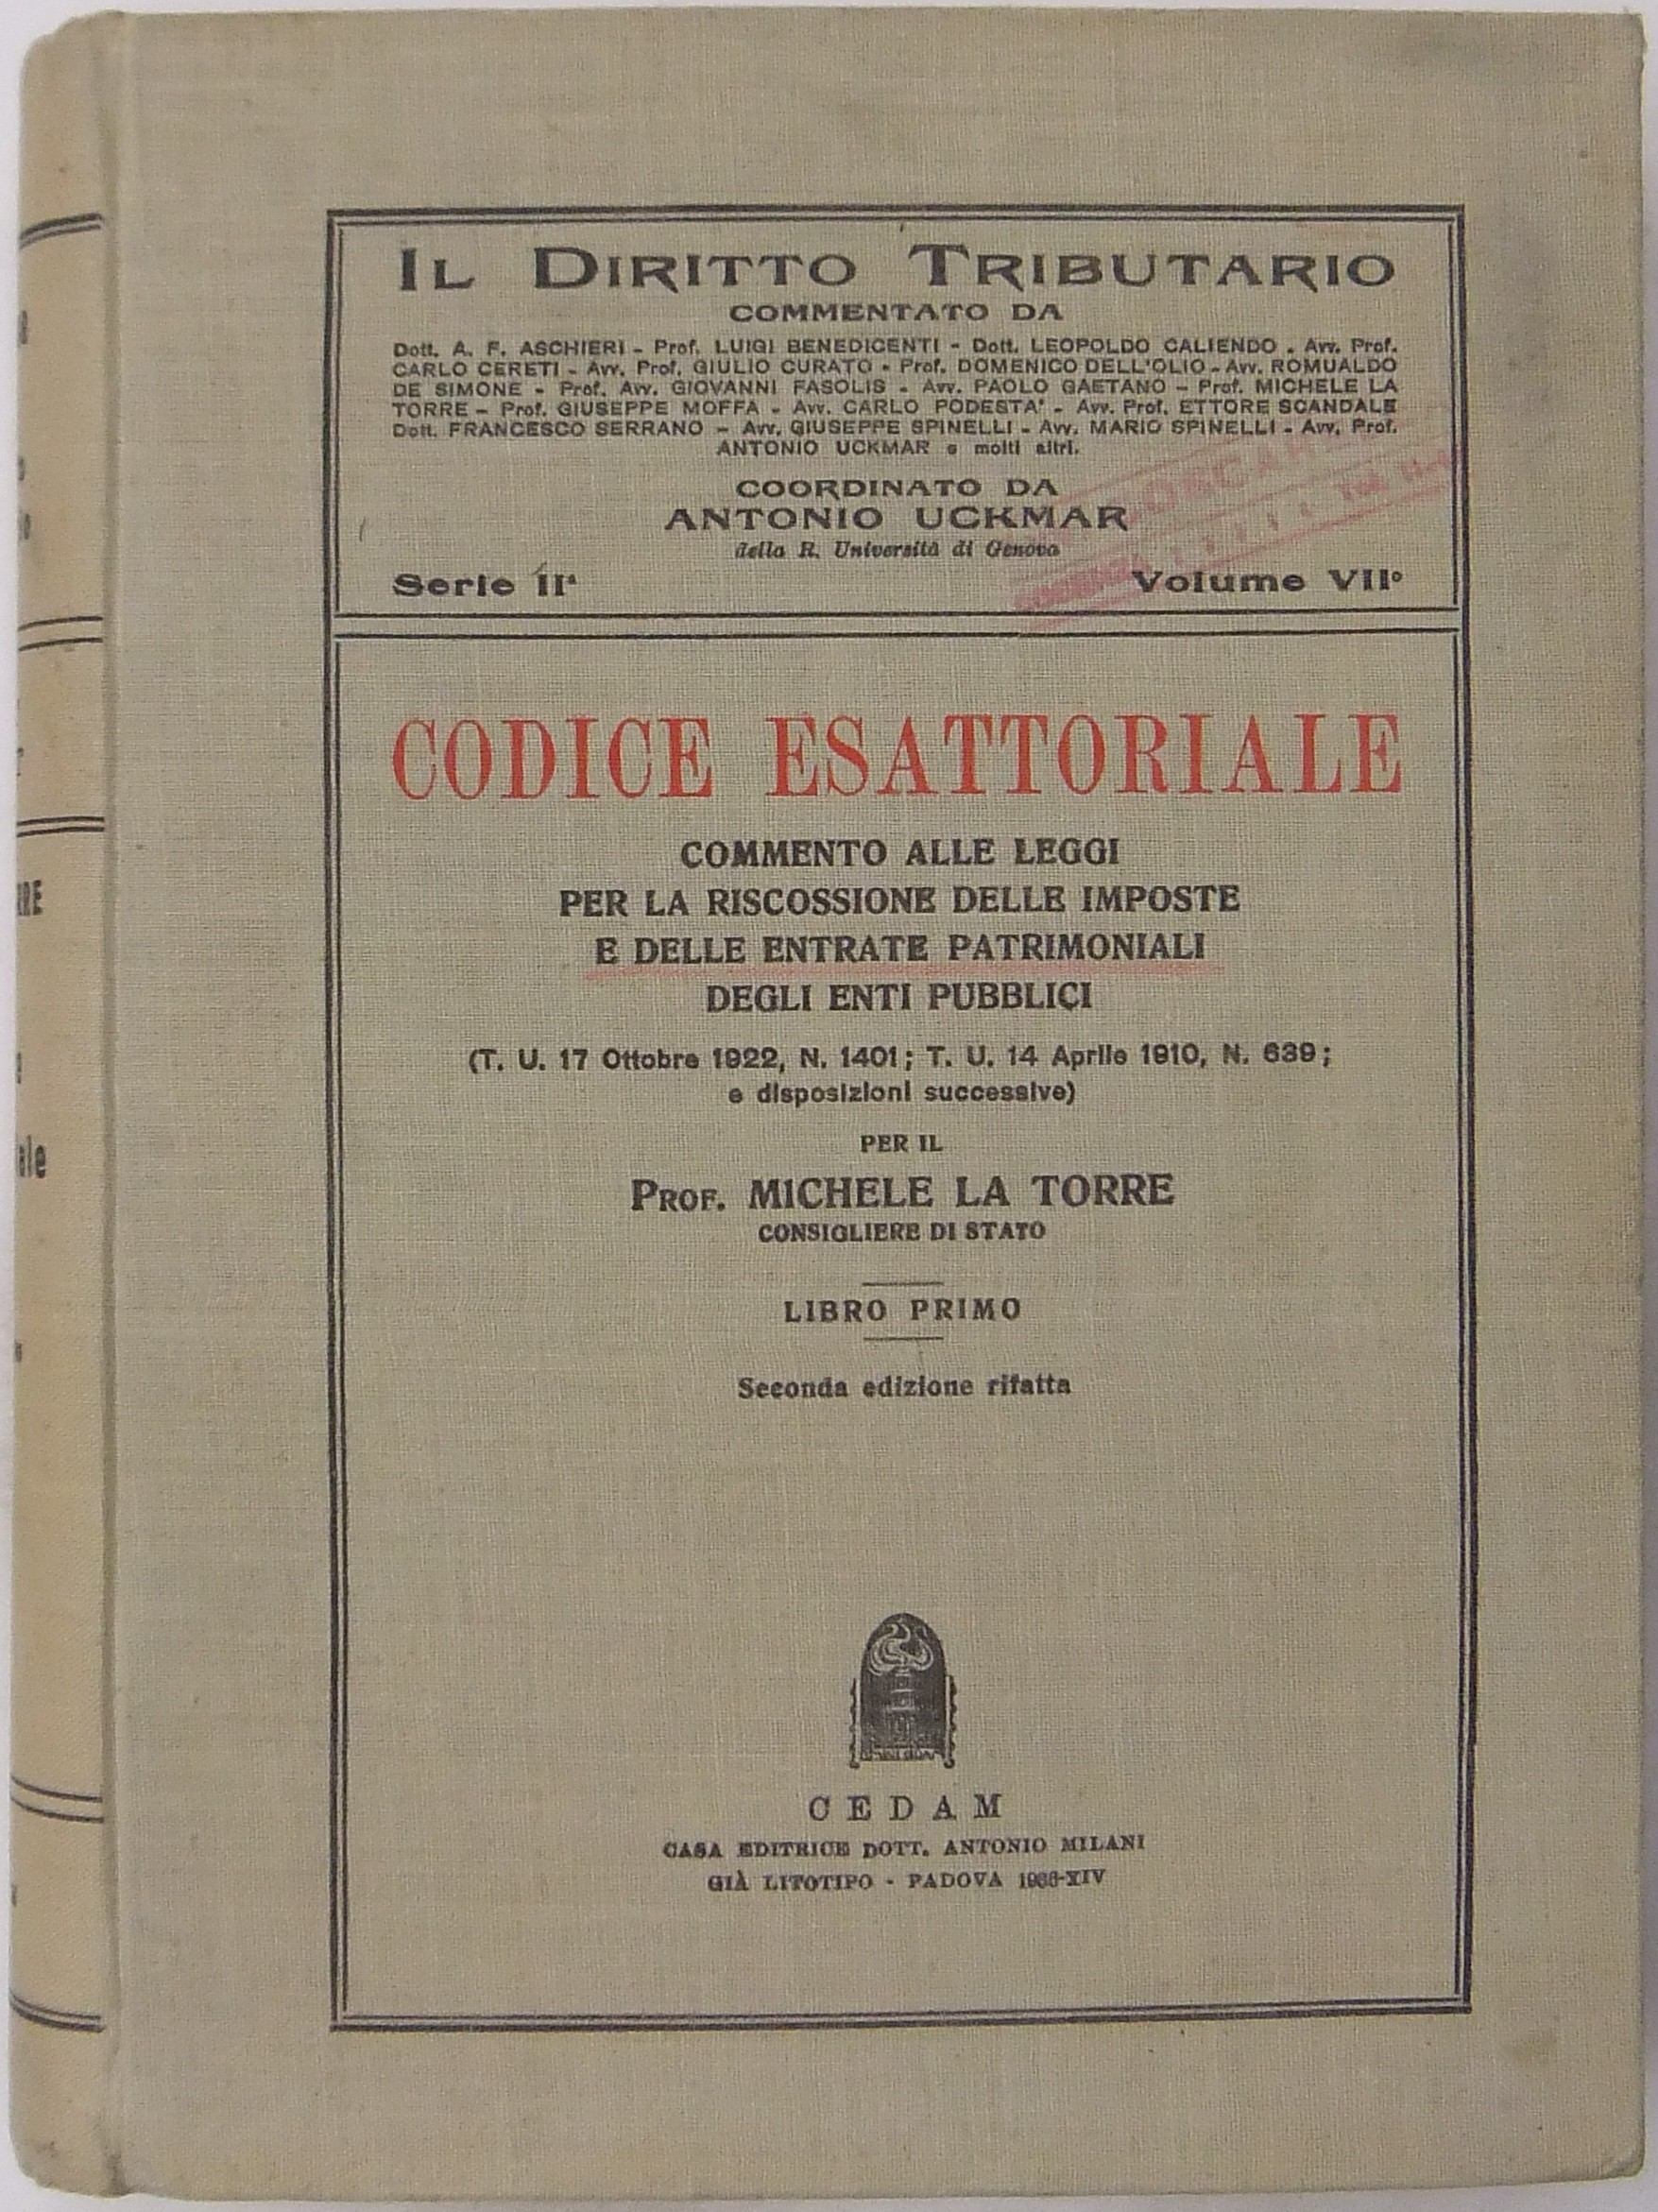 IL DIRITTO TRIBUTARIO
COMMENTATO DA
Dott. A. F. ASCHIERI - Prof. LUIGI BENEDICENTI - Dott. LEOPOLDO CALIENDO - Avv. Prof.
CARLO CERETI - Avv. Prof. GIULIO CURATO - Prof. DOMENICO DELL'OLIO - Avv. ROMUALDO
DE SIMONE - Prof. Avv. GIOVANNI FASOLIS - Avv. PAOLO GAETANO - Prof. MICHELE LA
TORRE - Prof. GIUSEPPE MOFFA - Avv. CARLO PODESTA' - Avv. Prof. ETTORE SCANDALE
Dott. FRANCESCO SERRANO - Avv. GIUSEPPE SPINELLI - Avv. MARIO SPINELLI - Avv. Prof.
ANTONIO UCKMAR e molti altri.
COORDINATO DA
ANTONIO UCKMAR
della R. Università di Genova
Serie IIª Volume VIIº
CODICE ESATTORIALE
COMMENTO ALLE LEGGI
PER LA RISCOSSIONE DELLE IMPOSTE
E DELLE ENTRATE PATRIMONIALI
DEGLI ENTI PUBBLICI
(T. U. 17 Ottobre 1922, N. 1401; T. U. 14 Aprile 1910, N. 639;
e disposizioni successive)
PER IL
PROF. MICHELE LA TORRE
CONSIGLIERE DI STATO
LIBRO PRIMO
Seconda edizione rifatta
CEDAM
CASA EDITRICE DOTT. ANTONIO MILANI
GIÀ LITOTIPO - PADOVA 1936-XIV